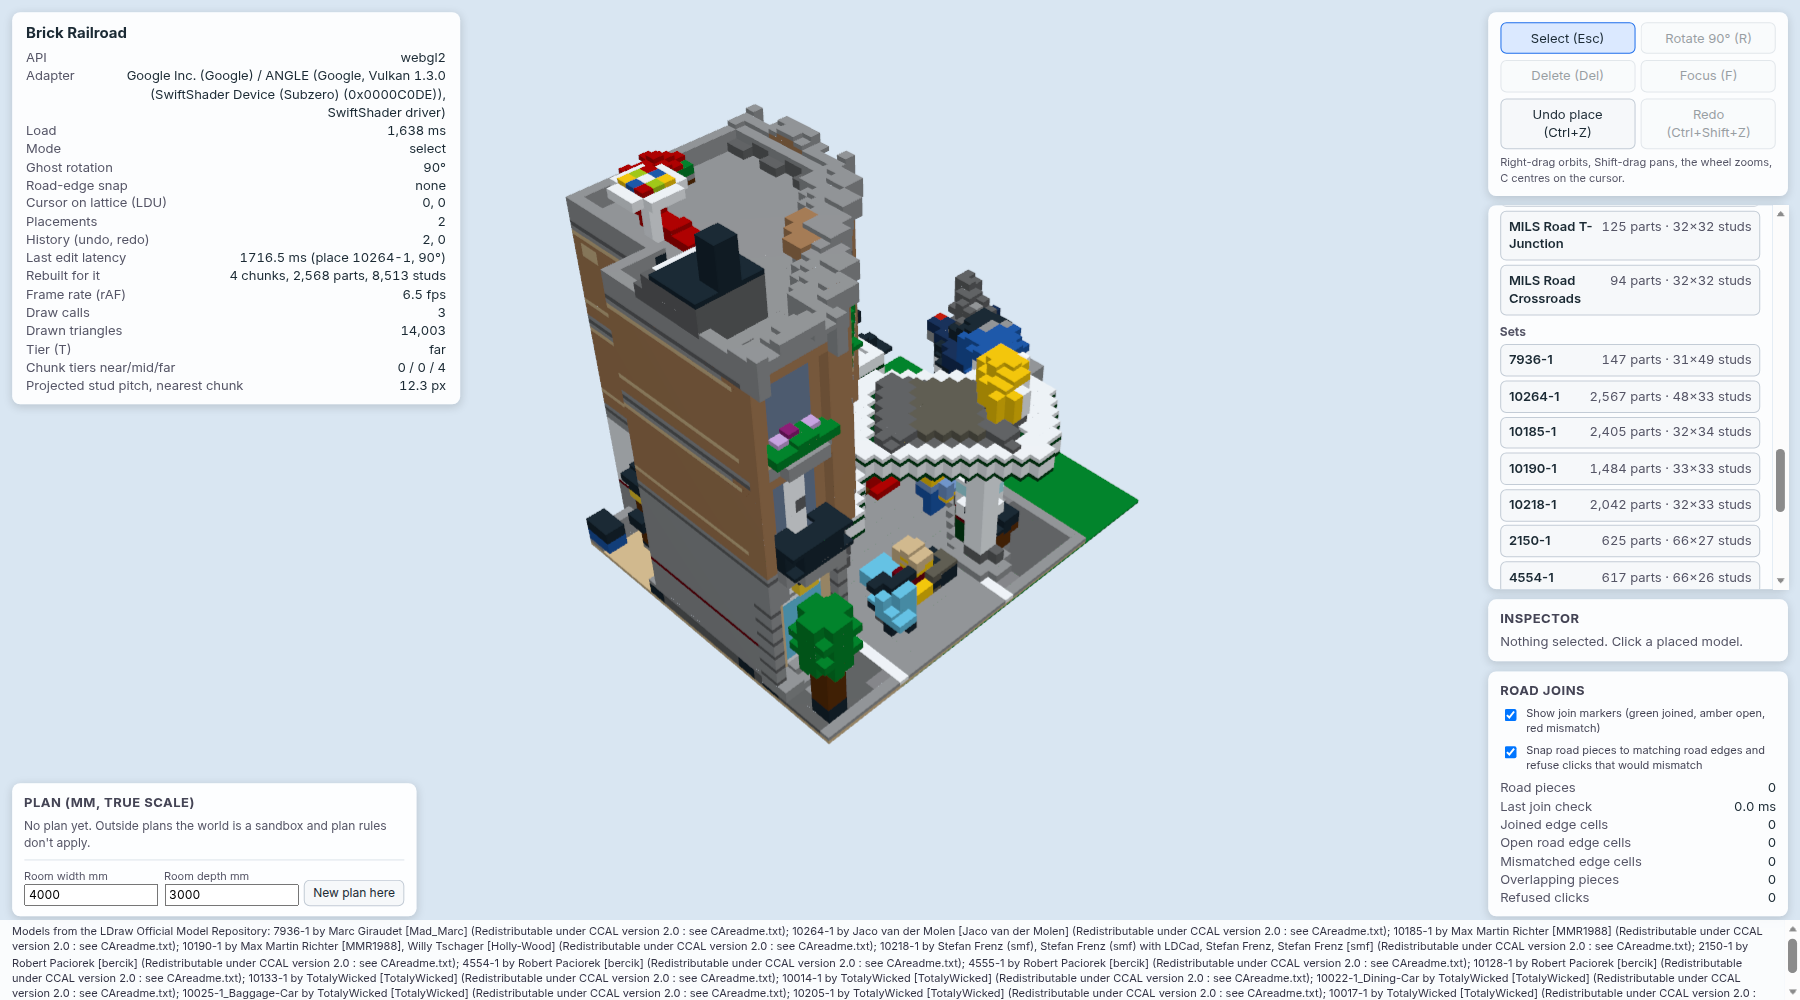 Brick Railroad
API webgl2
Adapter Google Inc. (Google) / ANGLE (Google, Vulkan 1.3.0
(SwiftShader Device (Subzero) (0x0000C0DE)),
SwiftShader driver)
Load 1,638 ms
Mode select
Ghost rotation 90°
Road-edge snap none
Cursor on lattice (LDU) 0, 0
Placements 2
History (undo, redo) 2, 0
Last edit latency 1716.5 ms (place 10264-1, 90°)
Rebuilt for it 4 chunks, 2,568 parts, 8,513 studs
Frame rate (rAF) 6.5 fps
Draw calls 3
Drawn triangles 14,003
Tier (T) far
Chunk tiers near/mid/far 0 / 0 / 4
Projected stud pitch, nearest chunk 12.3 px
PLAN (MM, TRUE SCALE)
No plan yet. Outside plans the world is a sandbox and plan rules
don't apply.
Room width mm Room depth mm
4000 3000 New plan here
Select (Esc) Rotate 90° (R)
Delete (Del) Focus (F)
Undo place (Ctrl+Z) Redo (Ctrl+Shift+Z)
Right-drag orbits, Shift-drag pans, the wheel zooms,
C centres on the cursor.
MILS Road T- 125 parts · 32×32 studs
Junction
MILS Road 94 parts · 32×32 studs
Crossroads
Sets
7936-1 147 parts · 31×49 studs
10264-1 2,567 parts · 48×33 studs
10185-1 2,405 parts · 32×34 studs
10190-1 1,484 parts · 33×33 studs
10218-1 2,042 parts · 32×33 studs
2150-1 625 parts · 66×27 studs
4554-1 617 parts · 66×26 studs
INSPECTOR
Nothing selected. Click a placed model.
ROAD JOINS
Show join markers (green joined, amber open,
red mismatch)
Snap road pieces to matching road edges and
refuse clicks that would mismatch
Road pieces 0
Last join check 0.0 ms
Joined edge cells 0
Open road edge cells 0
Mismatched edge cells 0
Overlapping pieces 0
Refused clicks 0
Models from the LDraw Official Model Repository: 7936-1 by Marc Giraudet [Mad_Marc] (Redistributable under CCAL version 2.0 : see CAreadme.txt); 10264-1 by Jaco van der Molen [Jaco van der Molen] (Redistributable under CCAL version 2.0 : see CAreadme.txt); 10185-1 by Max Martin Richter [MMR1988] (Redistributable under CCAL
version 2.0 : see CAreadme.txt); 10190-1 by Max Martin Richter [MMR1988], Willy Tschager [Holly-Wood] (Redistributable under CCAL version 2.0 : see CAreadme.txt); 10218-1 by Stefan Frenz (smf), Stefan Frenz (smf) with LDCad, Stefan Frenz, Stefan Frenz [smf] (Redistributable under CCAL version 2.0 : see CAreadme.txt); 2150-1 by
Robert Paciorek [bercik] (Redistributable under CCAL version 2.0 : see CAreadme.txt); 4554-1 by Robert Paciorek [bercik] (Redistributable under CCAL version 2.0 : see CAreadme.txt); 4555-1 by Robert Paciorek [bercik] (Redistributable under CCAL version 2.0 : see CAreadme.txt); 10128-1 by Robert Paciorek [bercik] (Redistributable
under CCAL version 2.0 : see CAreadme.txt); 10133-1 by TotalyWicked [TotalyWicked] (Redistributable under CCAL version 2.0 : see CAreadme.txt); 10014-1 by TotalyWicked [TotalyWicked] (Redistributable under CCAL version 2.0 : see CAreadme.txt); 10022-1_Dining-Car by TotalyWicked [TotalyWicked] (Redistributable under CCAL
version 2.0 : see CAreadme.txt); 10025-1_Baggage-Car by TotalyWicked [TotalyWicked] (Redistributable under CCAL version 2.0 : see CAreadme.txt); 10205-1 by TotalyWicked [TotalyWicked] (Redistributable under CCAL version 2.0 : see CAreadme.txt); 10017-1 by TotalyWicked [TotalyWicked] (Redistributable under CCAL version 2.0 :